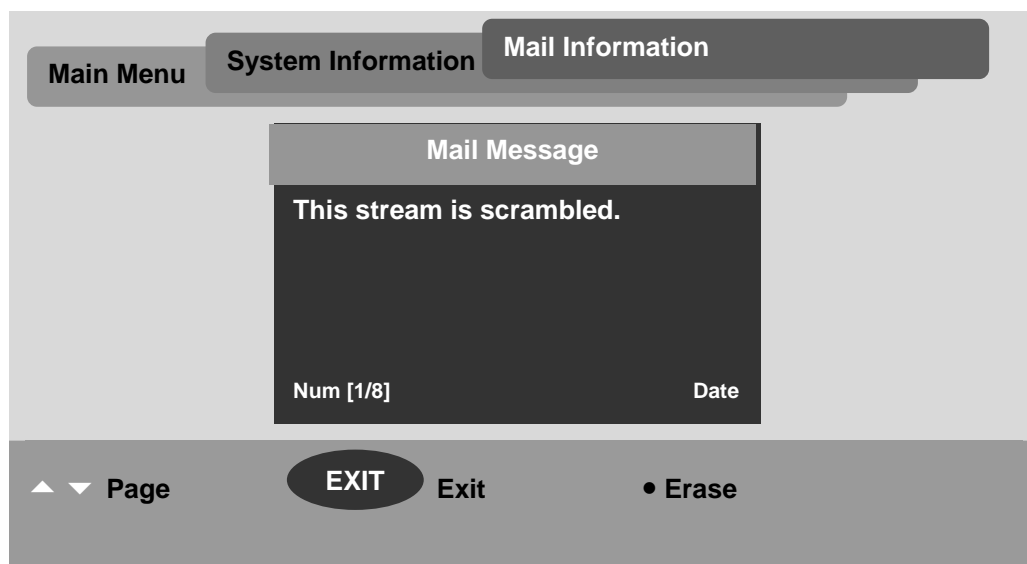 Main Menu
System Information
Mail Information
Mail Message
This stream is scrambled.
Num [1/8] Date
Page EXIT Exit • Erase